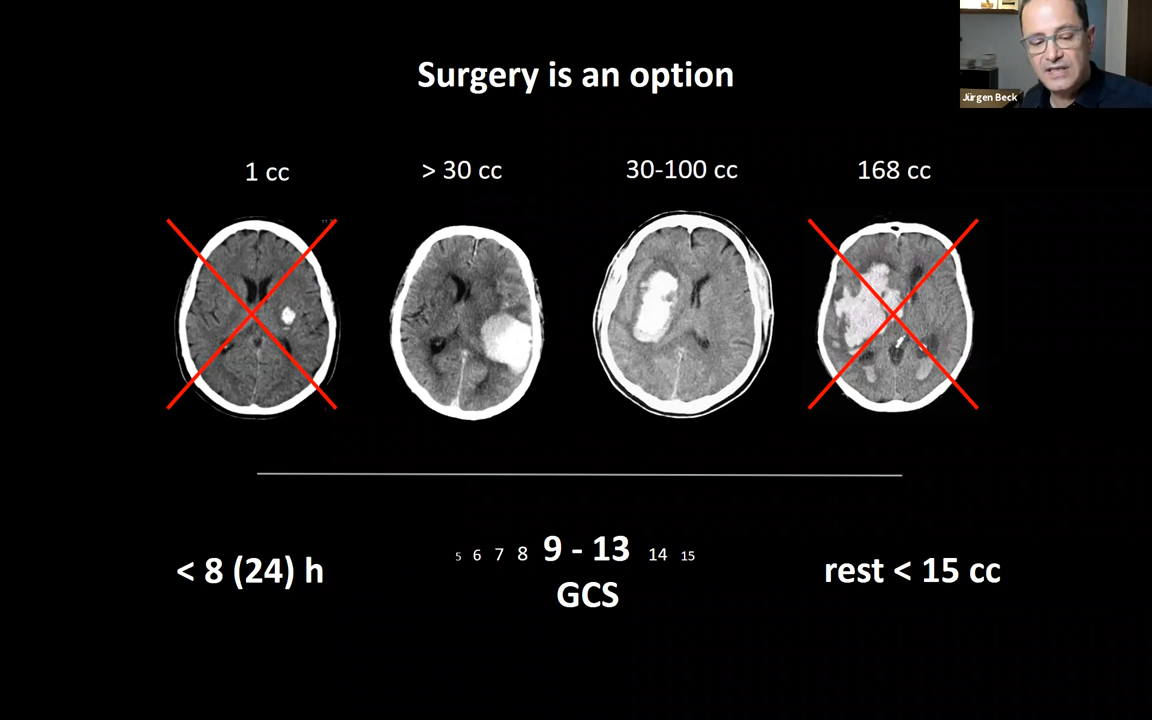 Surgery is an option
Jürgen Beck
1 cc
> 30 cc
30-100 cc
168 cc
< 8 (24) h
5 6 7 8 9 - 13 14 15
GCS
rest < 15 cc